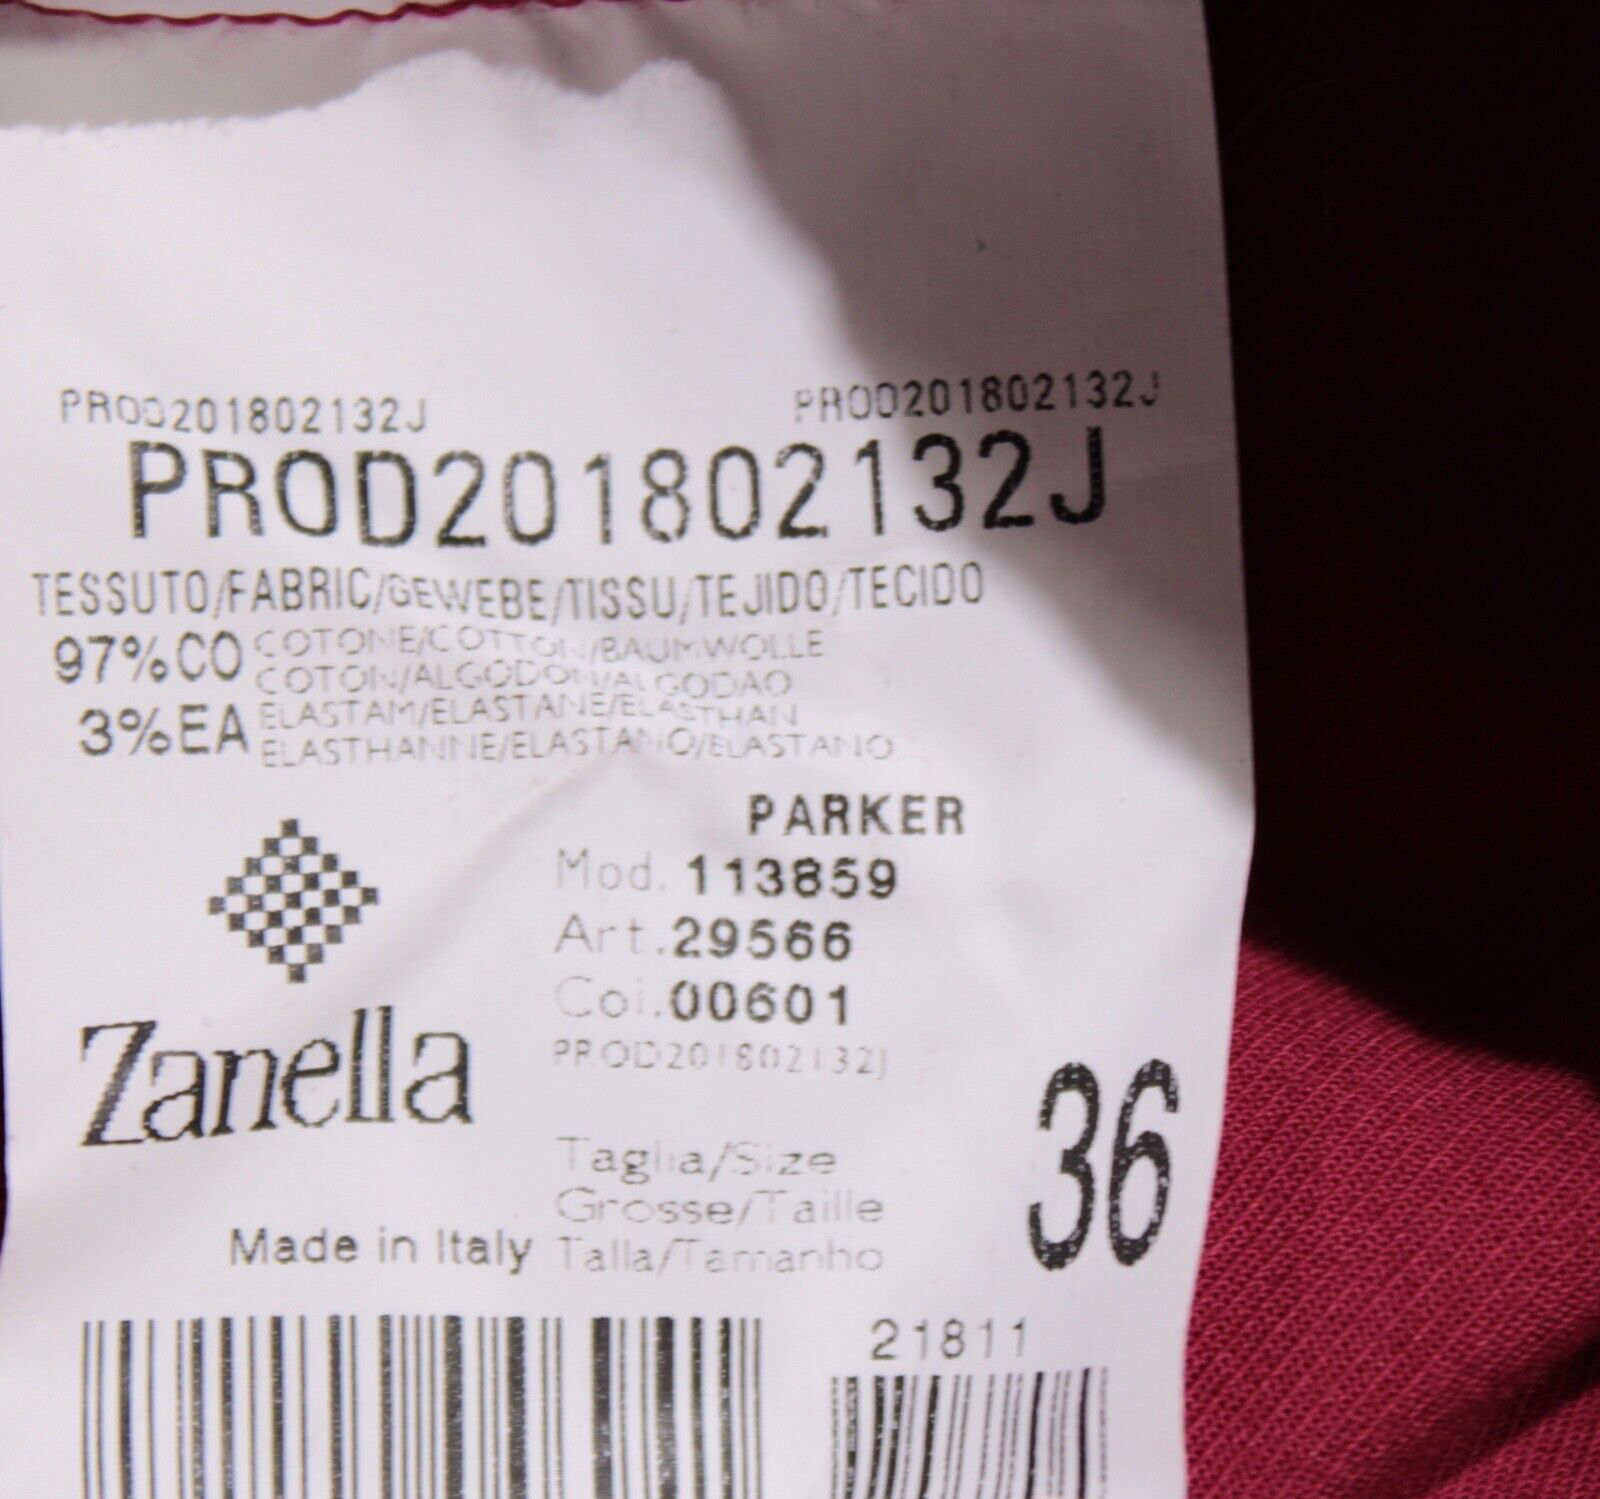 PROD201802132J PROD201802132J
PROD201802132J
TESSUTO/FABRIC/GEWEBE/TISSU/TEJIDO/TECIDO
97%CO COTONE/COTTON/BAUMWOLLE
COTON/ALGODON/ALGODAO
3%EA ELASTAM/ELASTANE/ELASTHAN
ELASTHANNE/ELASTANO/ELASTANO
PARKER
Mod. 113859
Art. 29566
Col. 00601
PROD201802132J
Zanella
Taglia/Size
Grosse/Taille
Talla/Tamanho
36
Made in Italy
21811